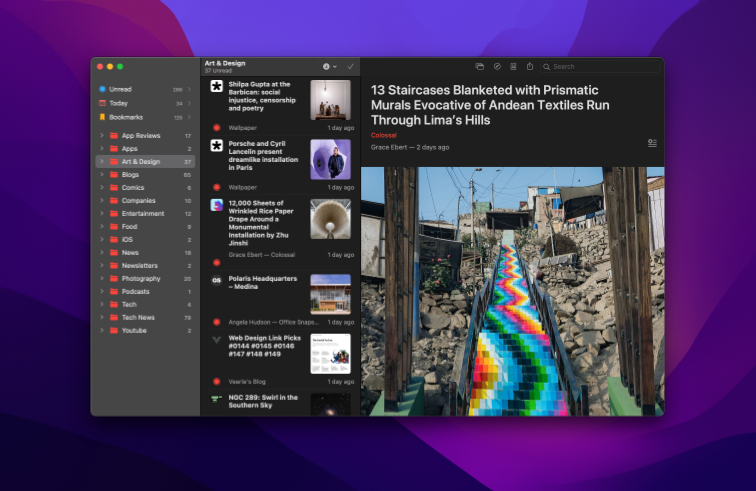 Unread 286
Today 34
Bookmarks 125
App Reviews 17
Apps 2
Art & Design 37
Blogs 65
Comics 6
Companies 10
Entertainment 12
Food 9
iOS 2
News 18
Newsletters 2
Photography 20
Podcasts 1
Tech 4
Tech News 79
Youtube 2
Art & Design
37 Unread
Shilpa Gupta at the
Barbican: social
injustice, censorship
and poetry
Wallpaper 1 day ago
Porsche and Cyril
Lancelin present
dreamlike installation
in Paris
Wallpaper 1 day ago
12,000 Sheets of
Wrinkled Rice Paper
Drape Around a
Monumental
Installation by Zhu
Jinshi
Grace Ebert — Colossal 1 day ago
OS
Polaris Headquarters
– Medina
Angela Hudson — Office Snaps... 1 day ago
Web Design Link Picks
#0144 #0145 #0146
#147 #148 #149
Veerle's Blog 1 day ago
NGC 289: Swirl in the
Southern Sky
Search
13 Staircases Blanketed with Prismatic
Murals Evocative of Andean Textiles Run
Through Lima's Hills
Colossal
Grace Ebert — 2 days ago